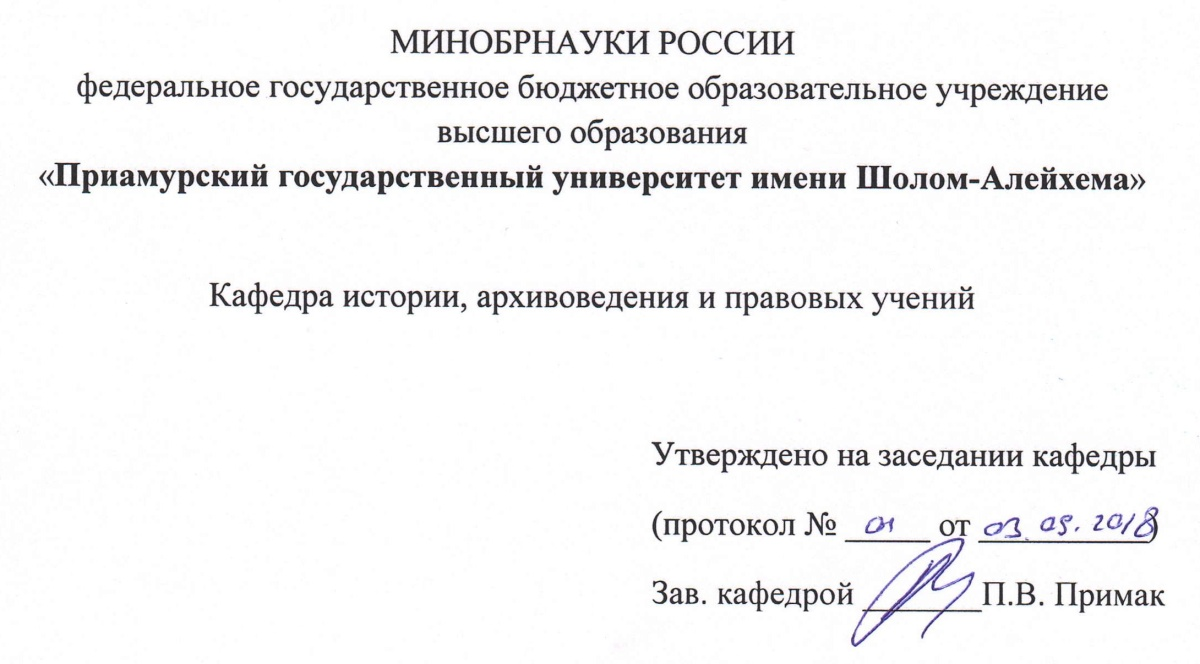 МИНОБРНАУКИ РОССИИ
федеральное государственное бюджетное образовательное учреждение
высшего образования
«Приамурский государственный университет имени Шолом-Алейхема»
Кафедра истории, архивоведения и правовых учений
Утверждено на заседании кафедры
(протокол № 01 от 03.09.2018)
Зав. кафедрой П.В. Примак